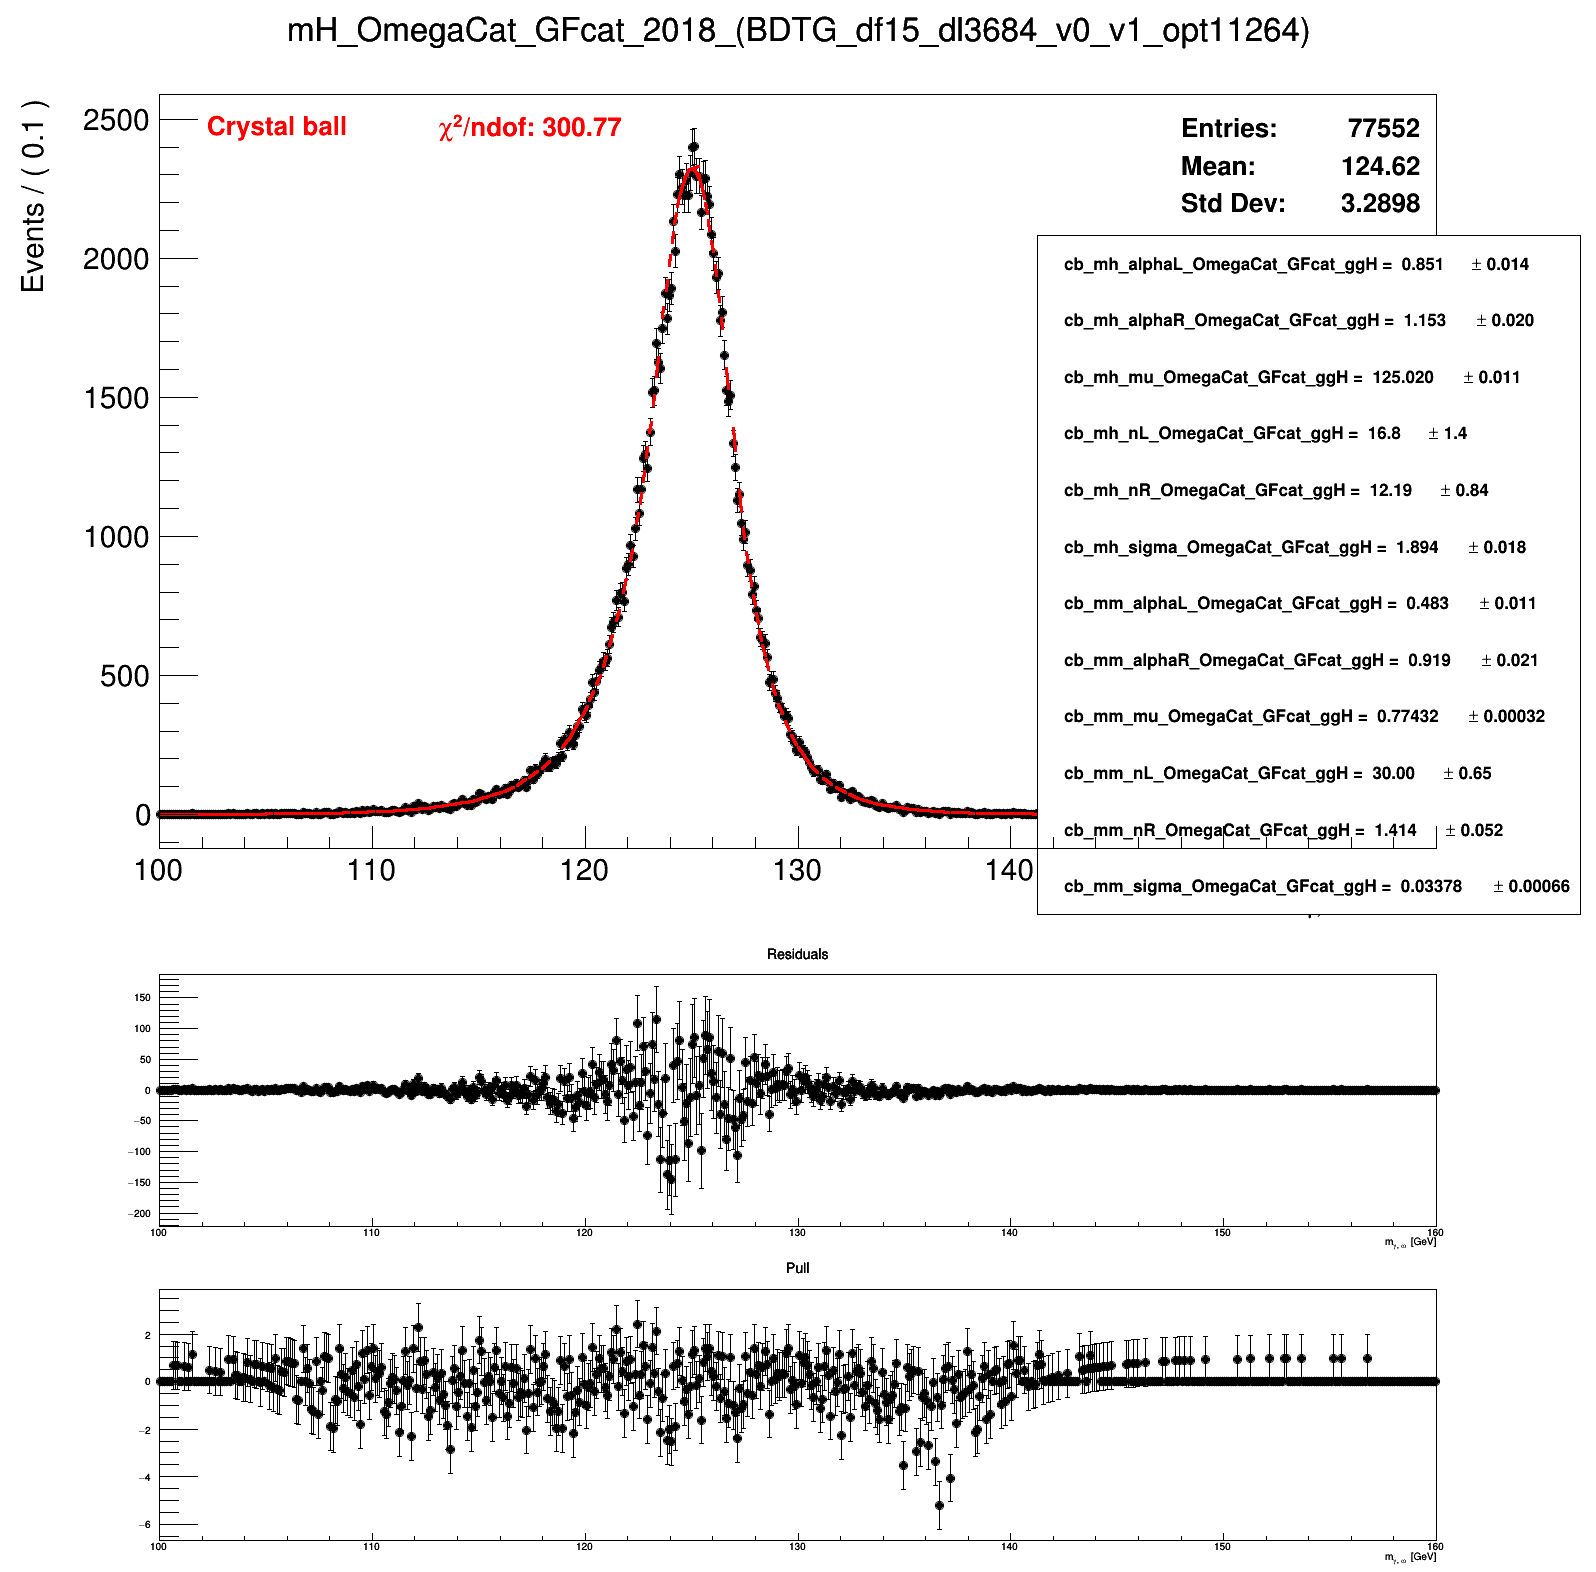 mH_OmegaCat_GFcat_2018_(BDTG_df15_dl3684_v0_v1_opt11264)
Events / ( 0.1 )
Crystal ball χ²/ndof: 300.77
Entries: 77552
Mean: 124.62
Std Dev: 3.2898
cb_mh_alphaL_OmegaCat_GFcat_ggH = 0.851 ± 0.014
cb_mh_alphaR_OmegaCat_GFcat_ggH = 1.153 ± 0.020
cb_mh_mu_OmegaCat_GFcat_ggH = 125.020 ± 0.011
cb_mh_nL_OmegaCat_GFcat_ggH = 16.8 ± 1.4
cb_mh_nR_OmegaCat_GFcat_ggH = 12.19 ± 0.84
cb_mh_sigma_OmegaCat_GFcat_ggH = 1.894 ± 0.018
cb_mm_alphaL_OmegaCat_GFcat_ggH = 0.483 ± 0.011
cb_mm_alphaR_OmegaCat_GFcat_ggH = 0.919 ± 0.021
cb_mm_mu_OmegaCat_GFcat_ggH = 0.77432 ± 0.00032
cb_mm_nL_OmegaCat_GFcat_ggH = 30.00 ± 0.65
cb_mm_nR_OmegaCat_GFcat_ggH = 1.414 ± 0.052
cb_mm_sigma_OmegaCat_GFcat_ggH = 0.03378 ± 0.00066
2500
2000
1500
1000
500
0
100 110 120 130 140
Residuals
150
100
50
0
−50
−100
−150
−200
100 110 120 130 140 150 160
m_γ, ω [GeV]
Pull
2
0
−2
−4
−6
100 110 120 130 140 150 160
m_γ, ω [GeV]